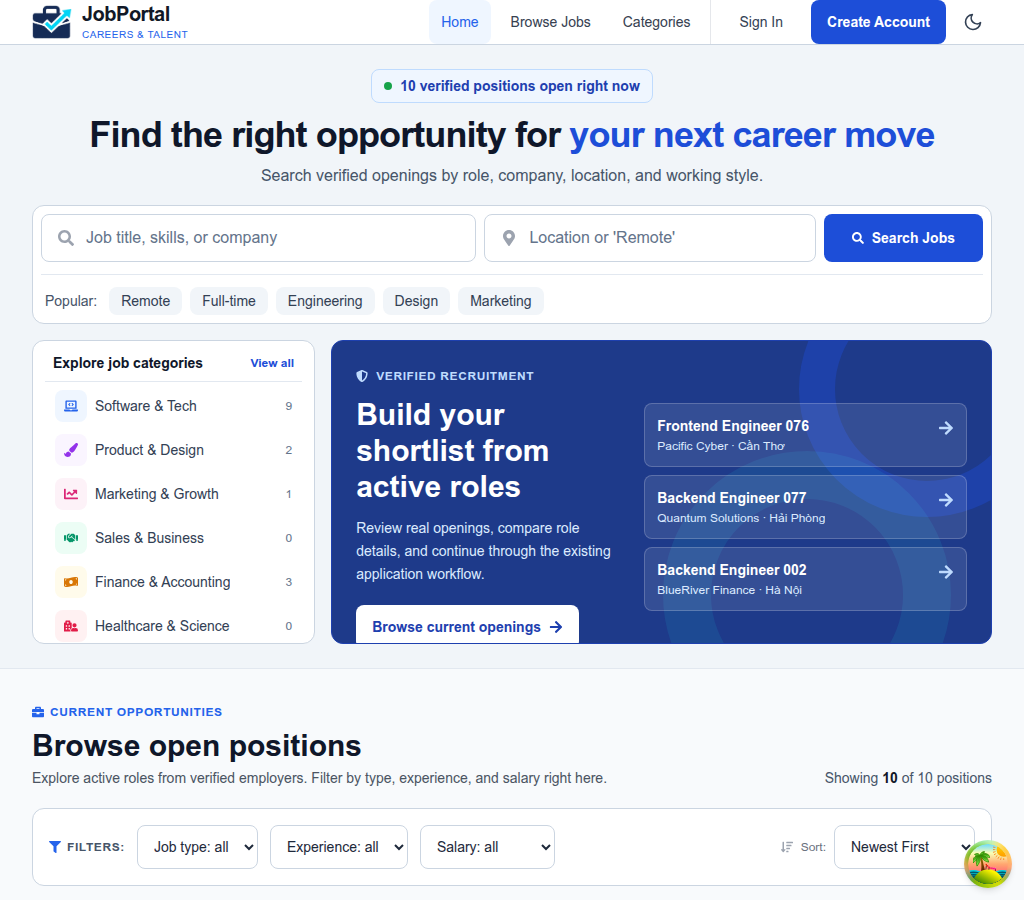 JobPortal
CAREERS & TALENT
Home
Browse Jobs
Categories
Sign In
Create Account
10 verified positions open right now
Find the right opportunity for your next career move
Search verified openings by role, company, location, and working style.
Job title, skills, or company
Location or 'Remote'
Search Jobs
Popular:
Remote
Full-time
Engineering
Design
Marketing
Explore job categories
View all
Software & Tech 9
Product & Design 2
Marketing & Growth 1
Sales & Business 0
Finance & Accounting 3
Healthcare & Science 0
VERIFIED RECRUITMENT
Build your
shortlist from
active roles
Review real openings, compare role
details, and continue through the existing
application workflow.
Browse current openings
Frontend Engineer 076
Pacific Cyber · Cần Thơ
Backend Engineer 077
Quantum Solutions · Hải Phòng
Backend Engineer 002
BlueRiver Finance · Hà Nội
CURRENT OPPORTUNITIES
Browse open positions
Explore active roles from verified employers. Filter by type, experience, and salary right here.
Showing 10 of 10 positions
FILTERS:
Job type: all
Experience: all
Salary: all
Sort:
Newest First